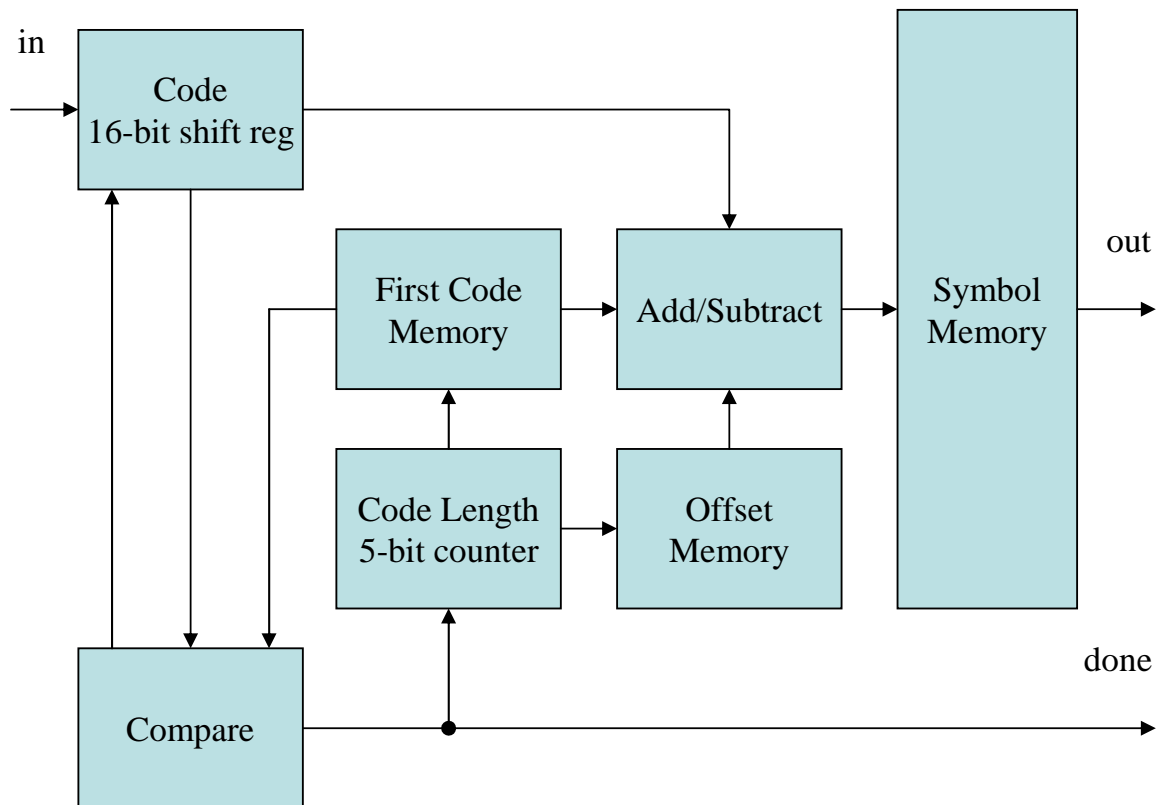 in
Code
16-bit shift reg
First Code
Memory
Add/Subtract
Symbol
Memory
out
Code Length
5-bit counter
Offset
Memory
Compare
done